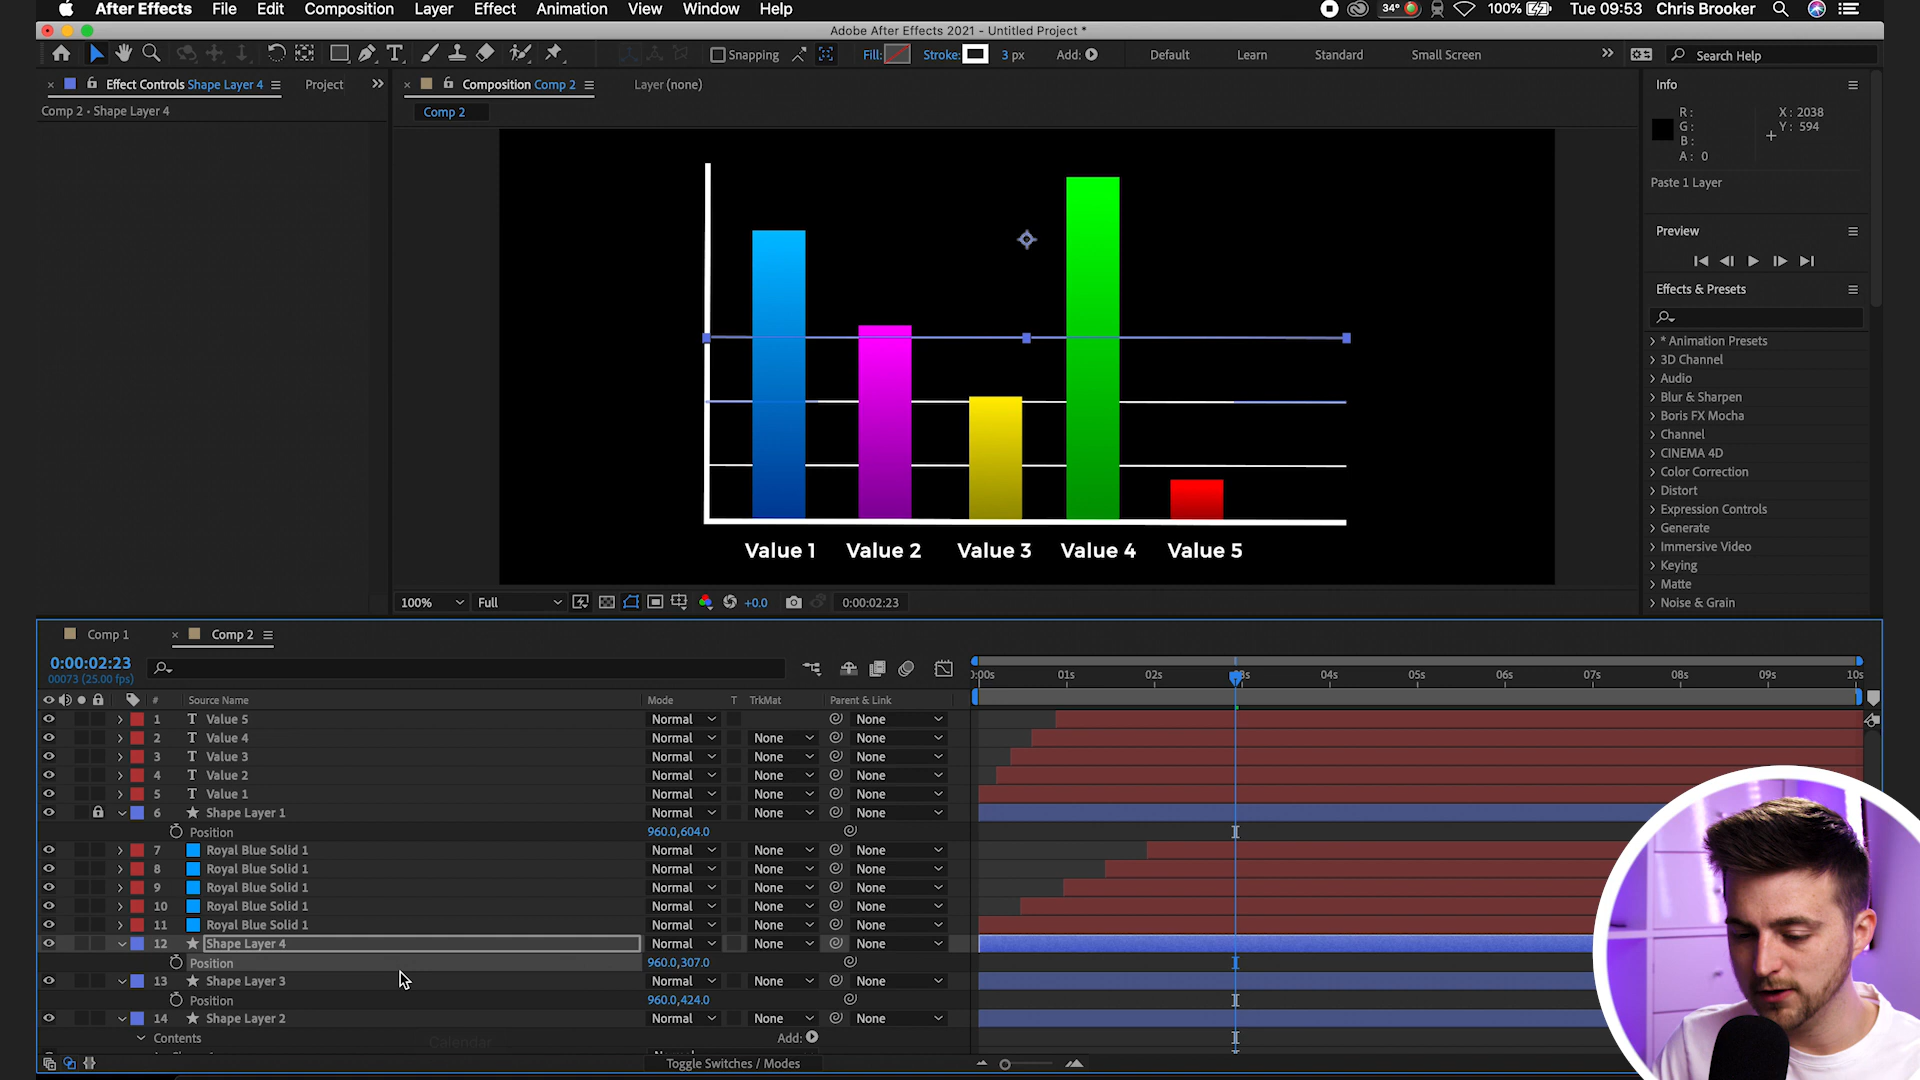 After Effects File Edit Composition Layer Effect Animation View Window Help 34° 100% Tue 09:53 Chris Brooker
Adobe After Effects 2021 - Untitled Project *
Snapping Fill: Stroke: 3 px Add: Default Learn Standard Small Screen Search Help
Effect Controls Shape Layer 4 Project Composition Comp 2 Layer (none) Info
Comp 2 • Shape Layer 4 Comp 2
R: X: 2038
G: Y: 594
B:
A: 0
Paste 1 Layer
Preview
Effects & Presets
* Animation Presets
3D Channel
Audio
Blur & Sharpen
Boris FX Mocha
Channel
CINEMA 4D
Color Correction
Distort
Expression Controls
Generate
Immersive Video
Keying
Matte
Noise & Grain
Value 1 Value 2 Value 3 Value 4 Value 5
100% Full +0.0 0:00:02:23
Comp 1 Comp 2
0:00:02:23
00073 (25.00 fps)
0:00s 01s 02s 03s 04s 05s 06s 07s 08s 09s 10s
# Source Name Mode T TrkMat Parent & Link
1 T Value 5 Normal None
2 T Value 4 Normal None None
3 T Value 3 Normal None None
4 T Value 2 Normal None None
5 T Value 1 Normal None None
6 Shape Layer 1 Normal None None
Position 960.0,604.0
7 Royal Blue Solid 1 Normal None None
8 Royal Blue Solid 1 Normal None None
9 Royal Blue Solid 1 Normal None None
10 Royal Blue Solid 1 Normal None None
11 Royal Blue Solid 1 Normal None None
12 Shape Layer 4 Normal None None
Position 960.0,307.0
13 Shape Layer 3 Normal None None
Position 960.0,424.0
14 Shape Layer 2 Normal None None
Contents Add:
Calendar
Toggle Switches / Modes